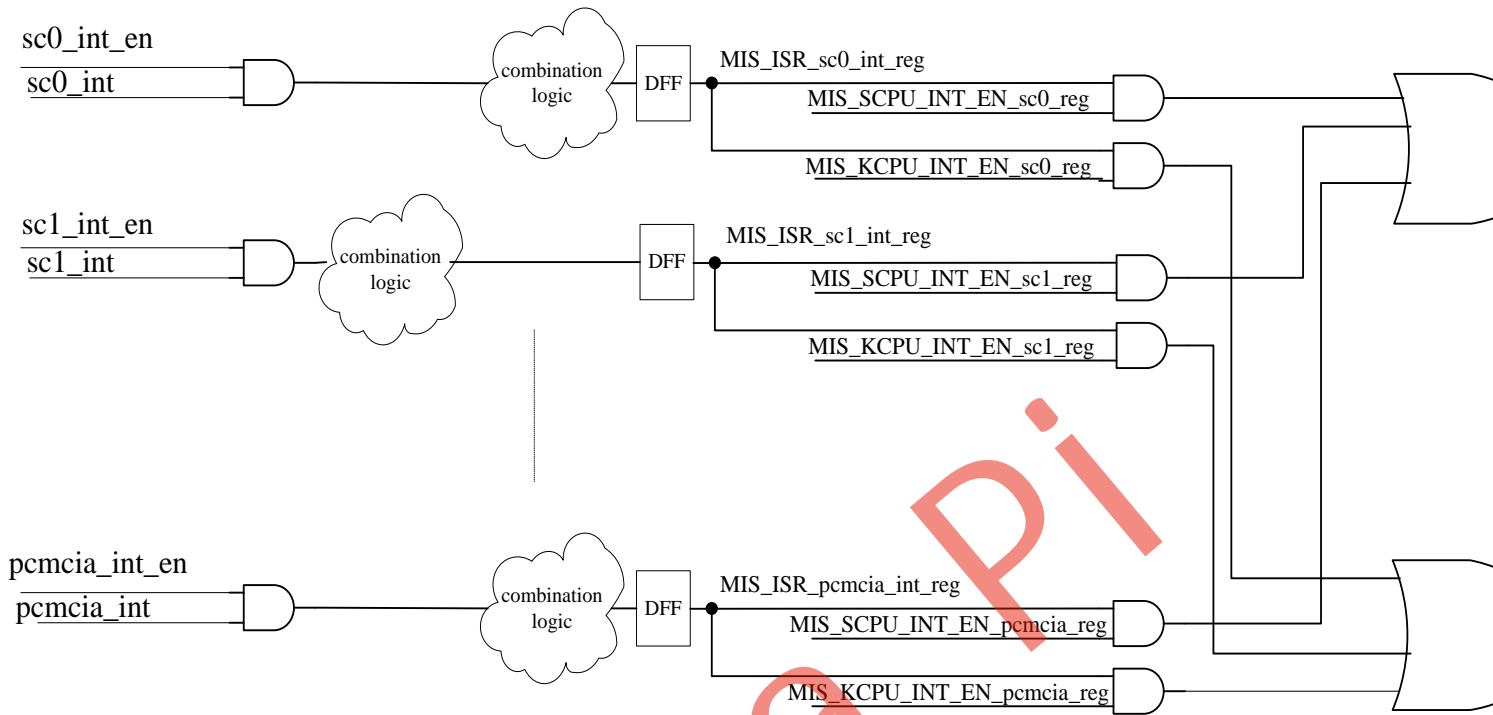 sc0_int_en
sc0_int
combination
logic
DFF
MIS_ISR_sc0_int_reg
MIS_SCPU_INT_EN_sc0_reg
MIS_KCPU_INT_EN_sc0_reg
sc1_int_en
sc1_int
combination
logic
DFF
MIS_ISR_sc1_int_reg
MIS_SCPU_INT_EN_sc1_reg
MIS_KCPU_INT_EN_sc1_reg
pcmcia_int_en
pcmcia_int
combination
logic
DFF
MIS_ISR_pcmcia_int_reg
MIS_SCPU_INT_EN_pcmcia_reg
MIS_KCPU_INT_EN_pcmcia_reg
Pi